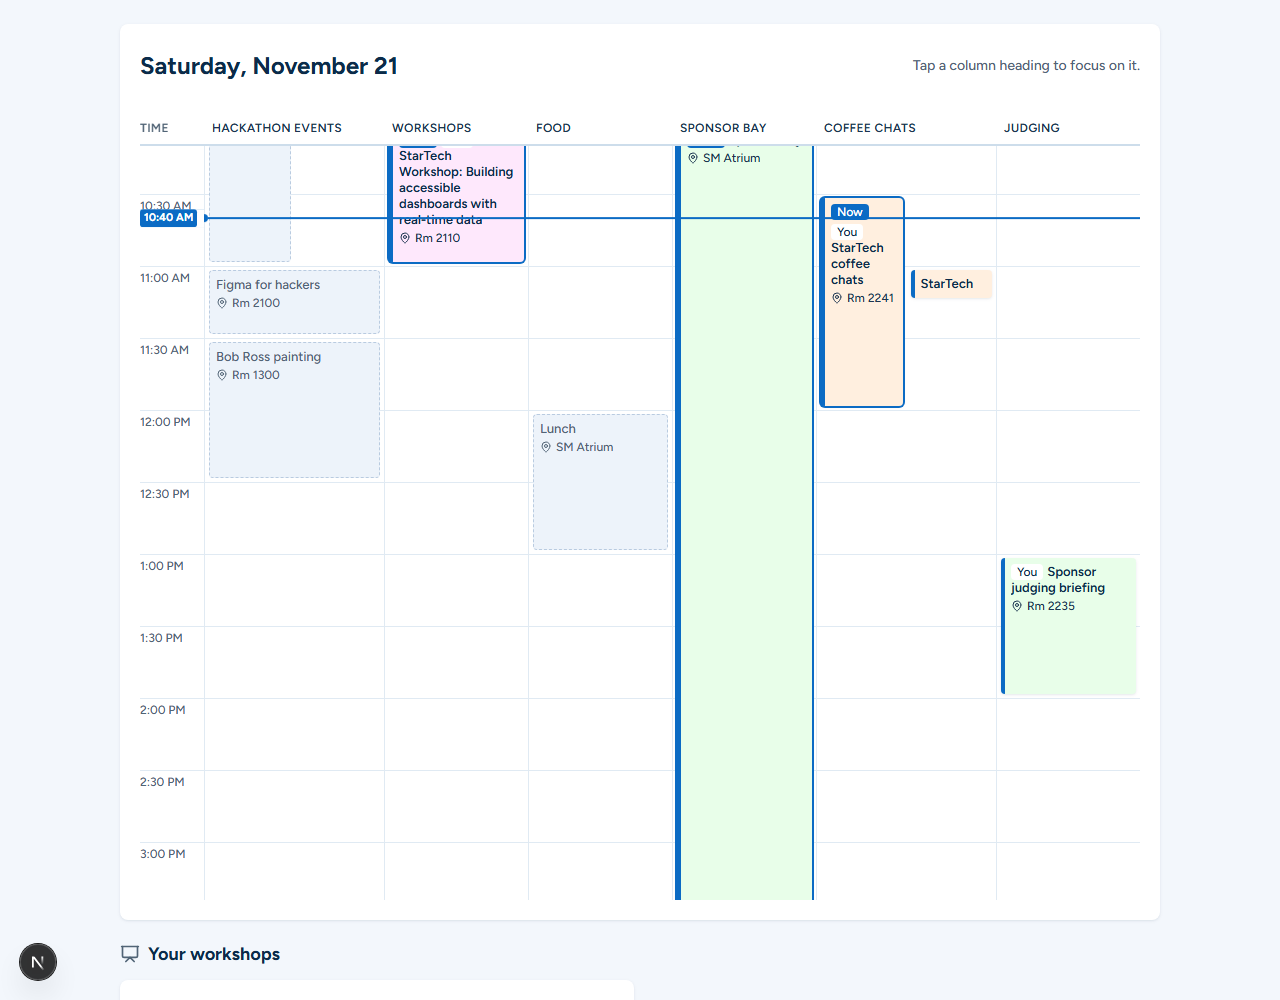 Saturday, November 21
Tap a column heading to focus on it.
TIME
HACKATHON EVENTS
WORKSHOPS
FOOD
SPONSOR BAY
COFFEE CHATS
JUDGING
StarTech
Workshop: Building
accessible
dashboards with
real-time data
Rm 2110
SM Atrium
10:30 AM
10:40 AM
Now
You
StarTech
coffee
chats
Rm 2241
11:00 AM
Figma for hackers
Rm 2100
StarTech
11:30 AM
Bob Ross painting
Rm 1300
12:00 PM
Lunch
SM Atrium
12:30 PM
1:00 PM
You Sponsor
judging briefing
Rm 2235
1:30 PM
2:00 PM
2:30 PM
3:00 PM
Your workshops
N